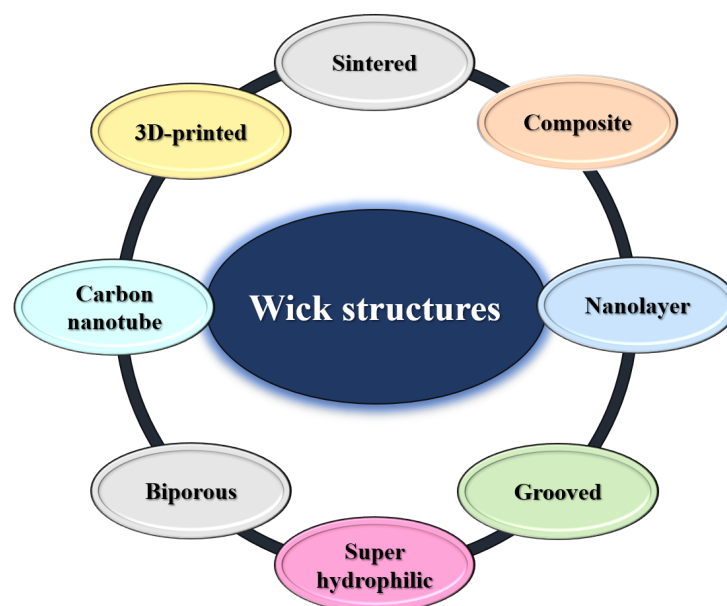 Sintered
Composite
Nanolayer
Grooved
Super
hydrophilic
Biporous
Carbon
nanotube
3D-printed
Wick structures